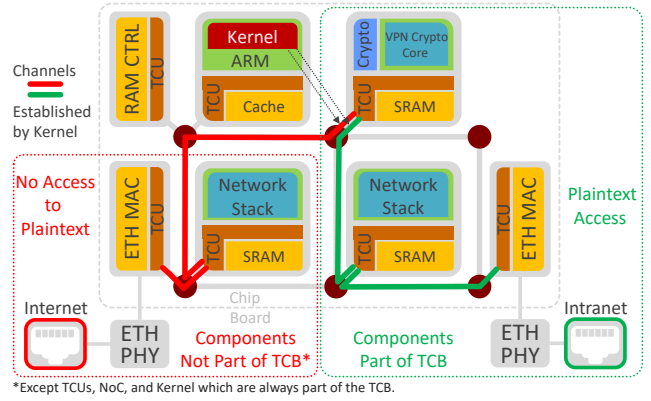 Channels
Established
by Kernel
RAM CTRL
TCU
Kernel
ARM
TCU
Cache
Crypto
VPN Crypto
Core
TCU
SRAM
No Access
to
Plaintext
ETH MAC
TCU
Network
Stack
TCU
SRAM
Network
Stack
TCU
SRAM
TCU
ETH MAC
Plaintext
Access
Internet
ETH
PHY
Chip
Board
Components
Not Part of TCB*
Components
Part of TCB
ETH
PHY
Intranet
*Except TCUs, NoC, and Kernel which are always part of the TCB.